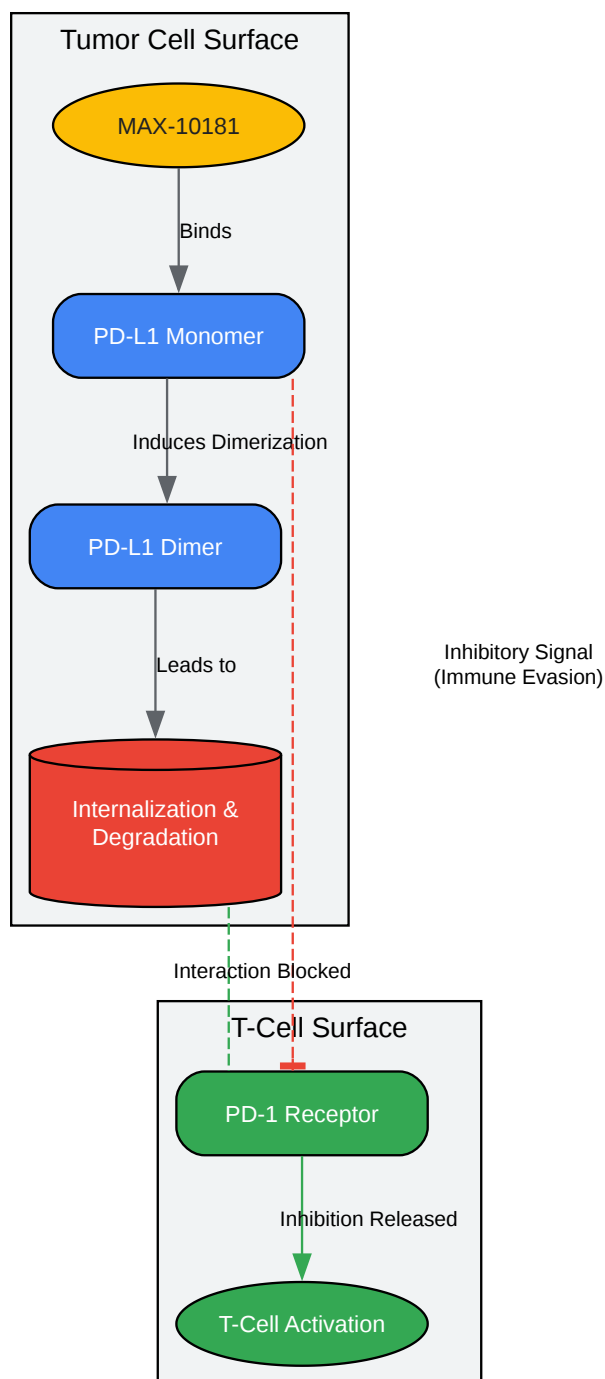 Tumor Cell Surface
MAX-10181
Binds
PD-L1 Monomer
Induces Dimerization
PD-L1 Dimer
Leads to
Inhibitory Signal
(Immune Evasion)
Internalization &
Degradation
Interaction Blocked
T-Cell Surface
PD-1 Receptor
Inhibition Released
T-Cell Activation